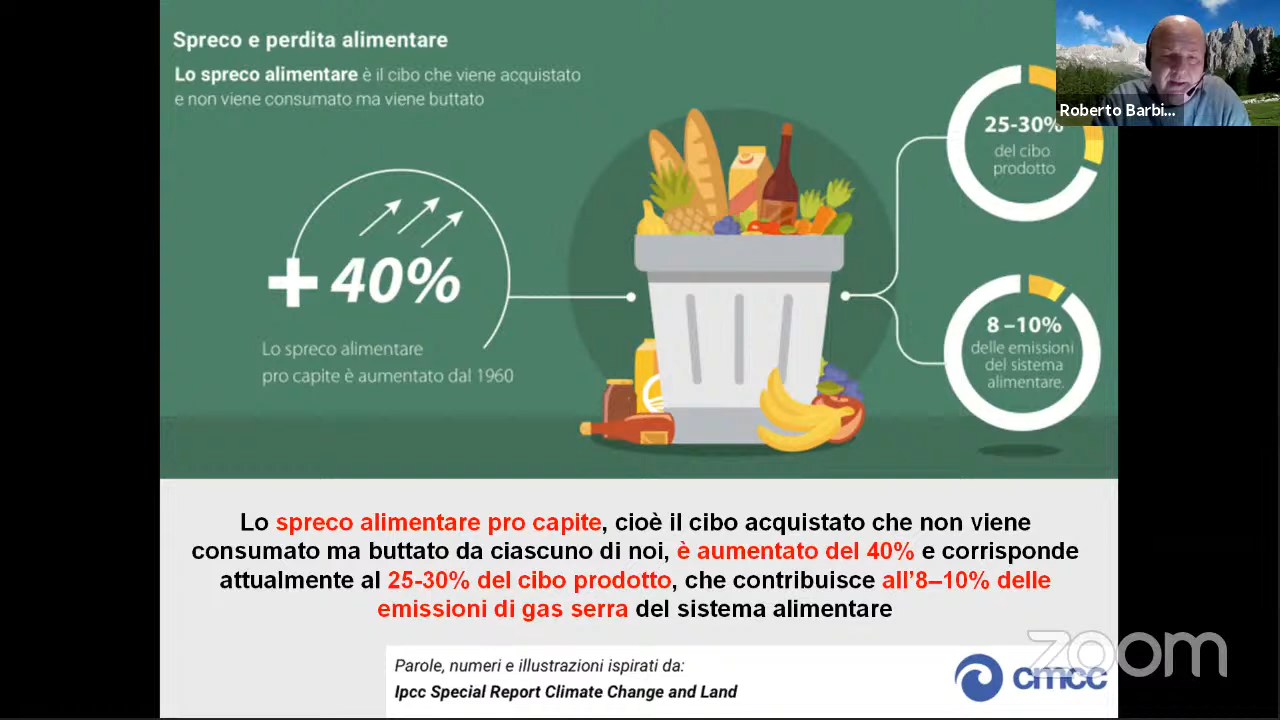 Spreco e perdita alimentare
Lo spreco alimentare è il cibo che viene acquistato
e non viene consumato ma viene buttato
+ 40%
Lo spreco alimentare
pro capite è aumentato dal 1960
25-30%
del cibo
prodotto
8 –10%
delle emissioni
del sistema
alimentare.
Roberto Barbi...
Lo spreco alimentare pro capite, cioè il cibo acquistato che non viene
consumato ma buttato da ciascuno di noi, è aumentato del 40% e corrisponde
attualmente al 25-30% del cibo prodotto, che contribuisce all’8–10% delle
emissioni di gas serra del sistema alimentare
Parole, numeri e illustrazioni ispirati da:
Ipcc Special Report Climate Change and Land
cmcc
zoom